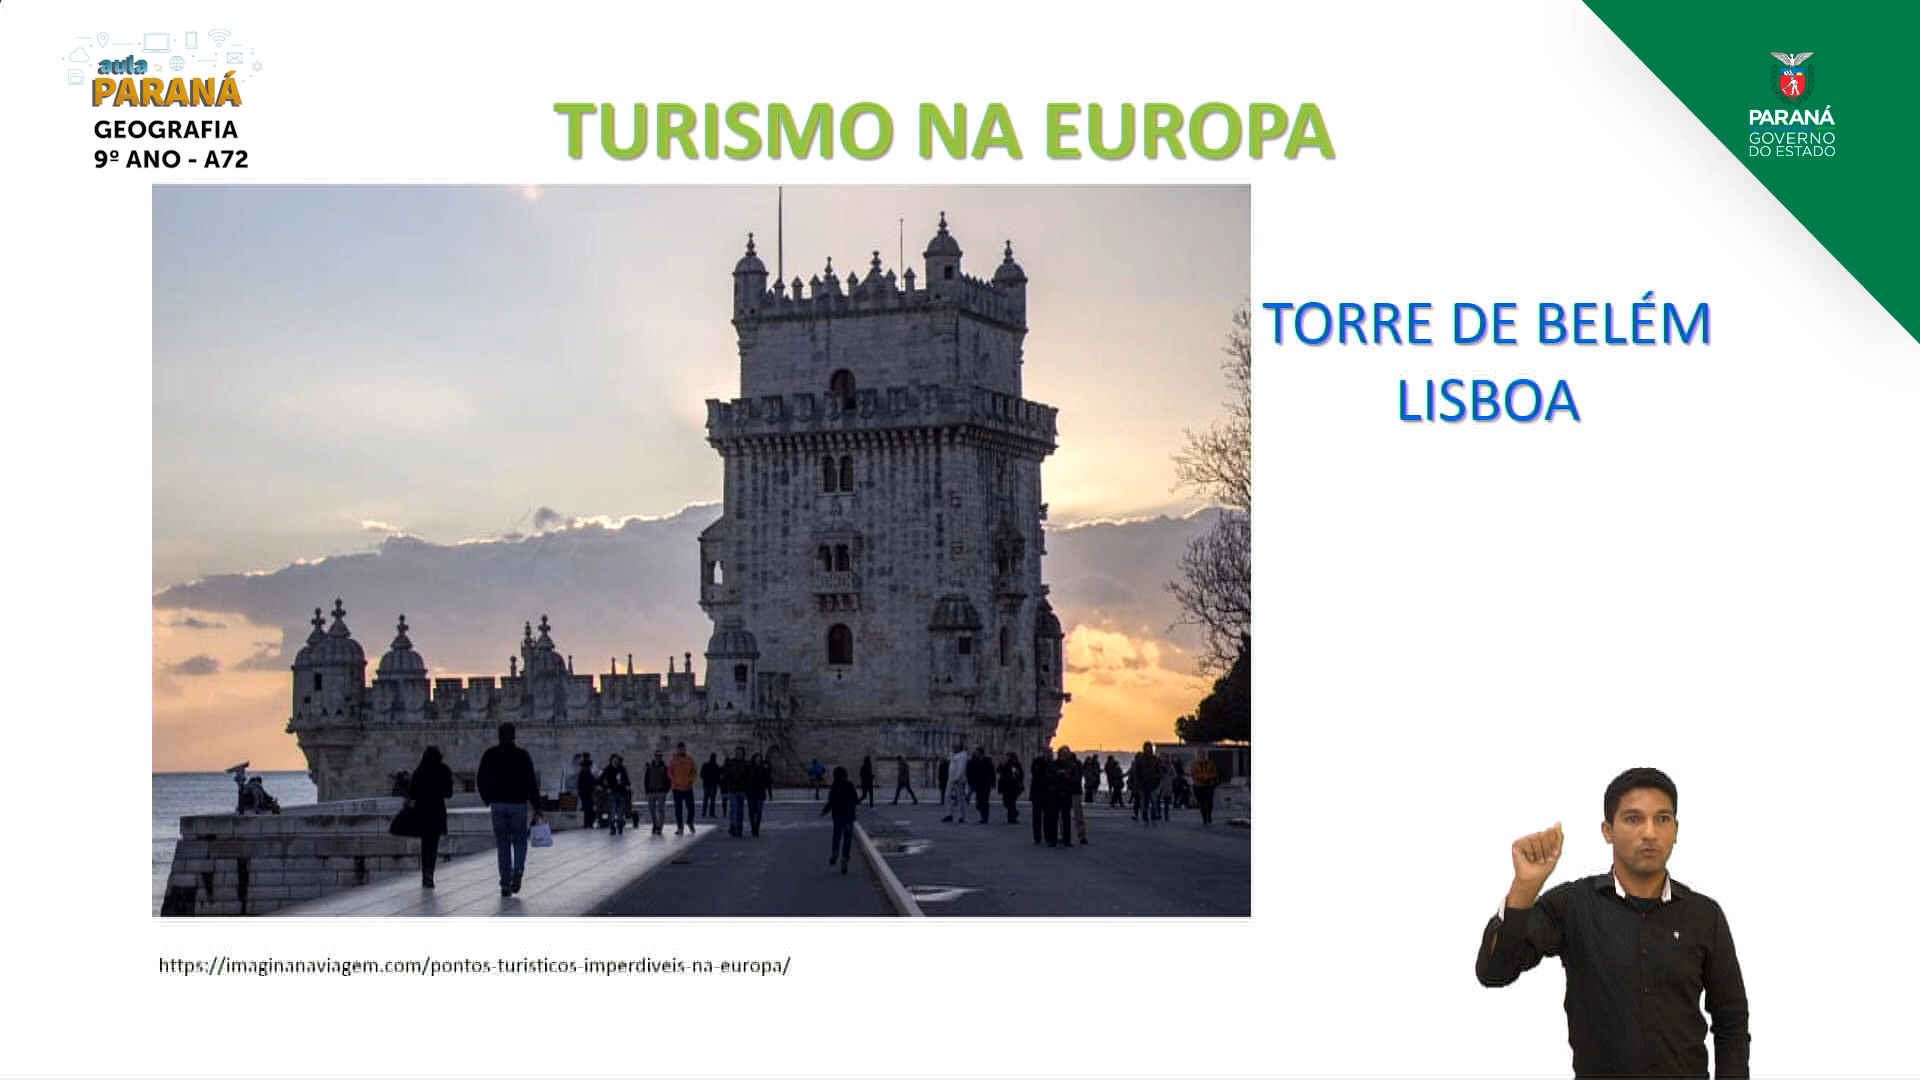 aula
PARANÁ
GEOGRAFIA
9º ANO - A72
TURISMO NA EUROPA
PARANÁ
GOVERNO
DO ESTADO
TORRE DE BELÉM
LISBOA
https://imaginanaviagem.com/pontos-turisticos-imperdiveis-na-europa/